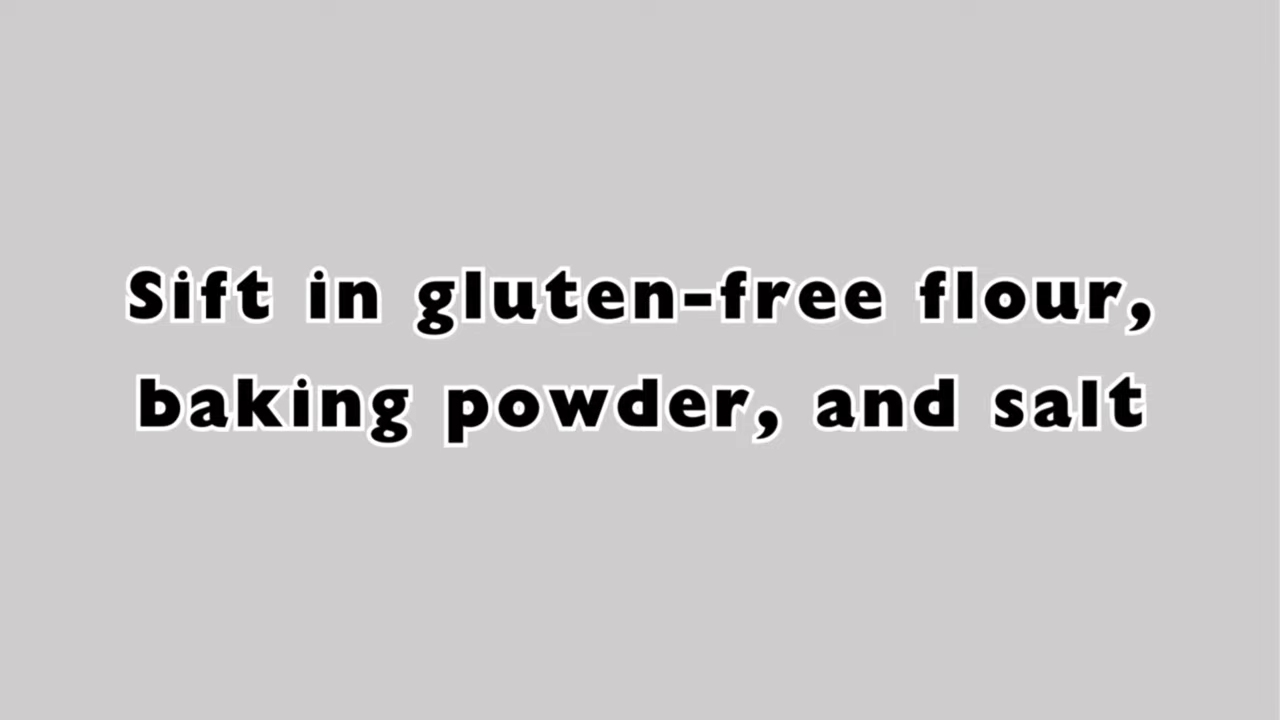 Sift in gluten-free flour,
baking powder, and salt